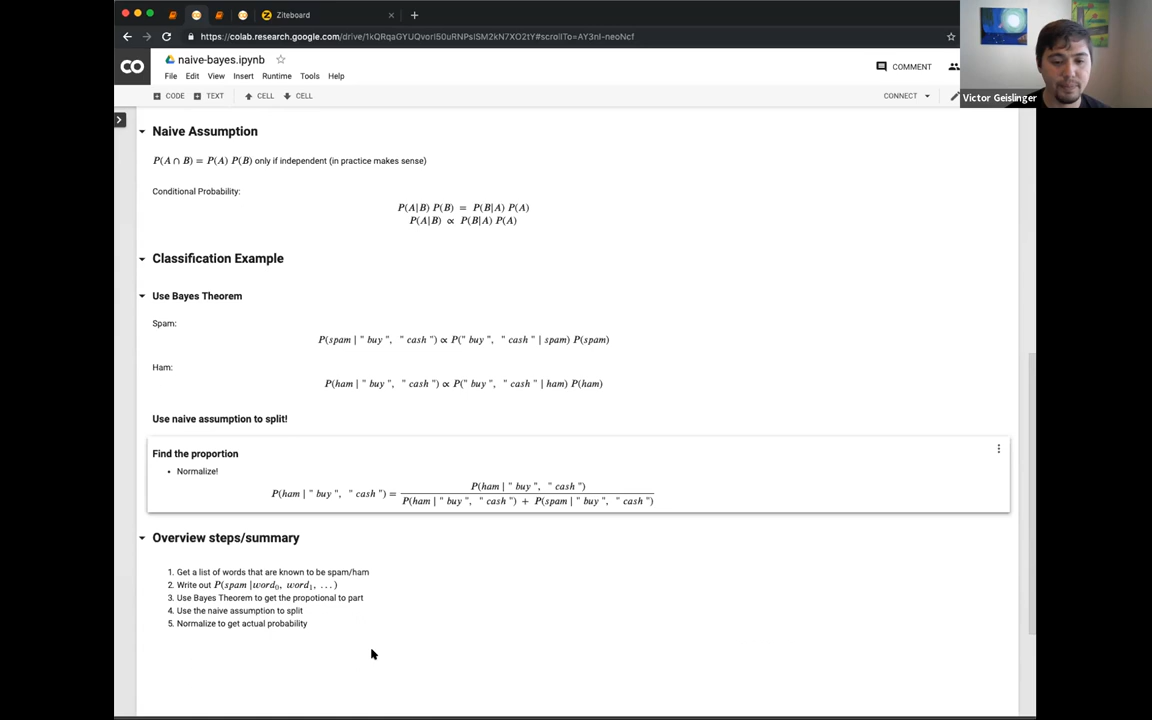 Ziteboard
https://colab.research.google.com/drive/1kQRqaGYUQvorI50uRNPsISM2kN7XO2tY#scrollTo=AY3nI-neoNcf
CO
naive-bayes.ipynb
File Edit View Insert Runtime Tools Help
COMMENT
CODE TEXT CELL CELL
CONNECT
Victor Geislinger
Naive Assumption
P(A ∩ B) = P(A) P(B) only if independent (in practice makes sense)
Conditional Probability:
P(A|B) P(B) = P(B|A) P(A)
P(A|B) ∝ P(B|A) P(A)
Classification Example
Use Bayes Theorem
Spam:
P(spam | " buy ", " cash ") ∝ P(" buy ", " cash " | spam) P(spam)
Ham:
P(ham | " buy ", " cash ") ∝ P(" buy ", " cash " | ham) P(ham)
Use naive assumption to split!
Find the proportion
• Normalize!
P(ham | " buy ", " cash ")
P(ham | " buy ", " cash ") =
P(ham | " buy ", " cash ") + P(spam | " buy ", " cash ")
Overview steps/summary
1. Get a list of words that are known to be spam/ham
2. Write out P(spam |word₀, word₁, . . . )
3. Use Bayes Theorem to get the propotional to part
4. Use the naive assumption to split
5. Normalize to get actual probability